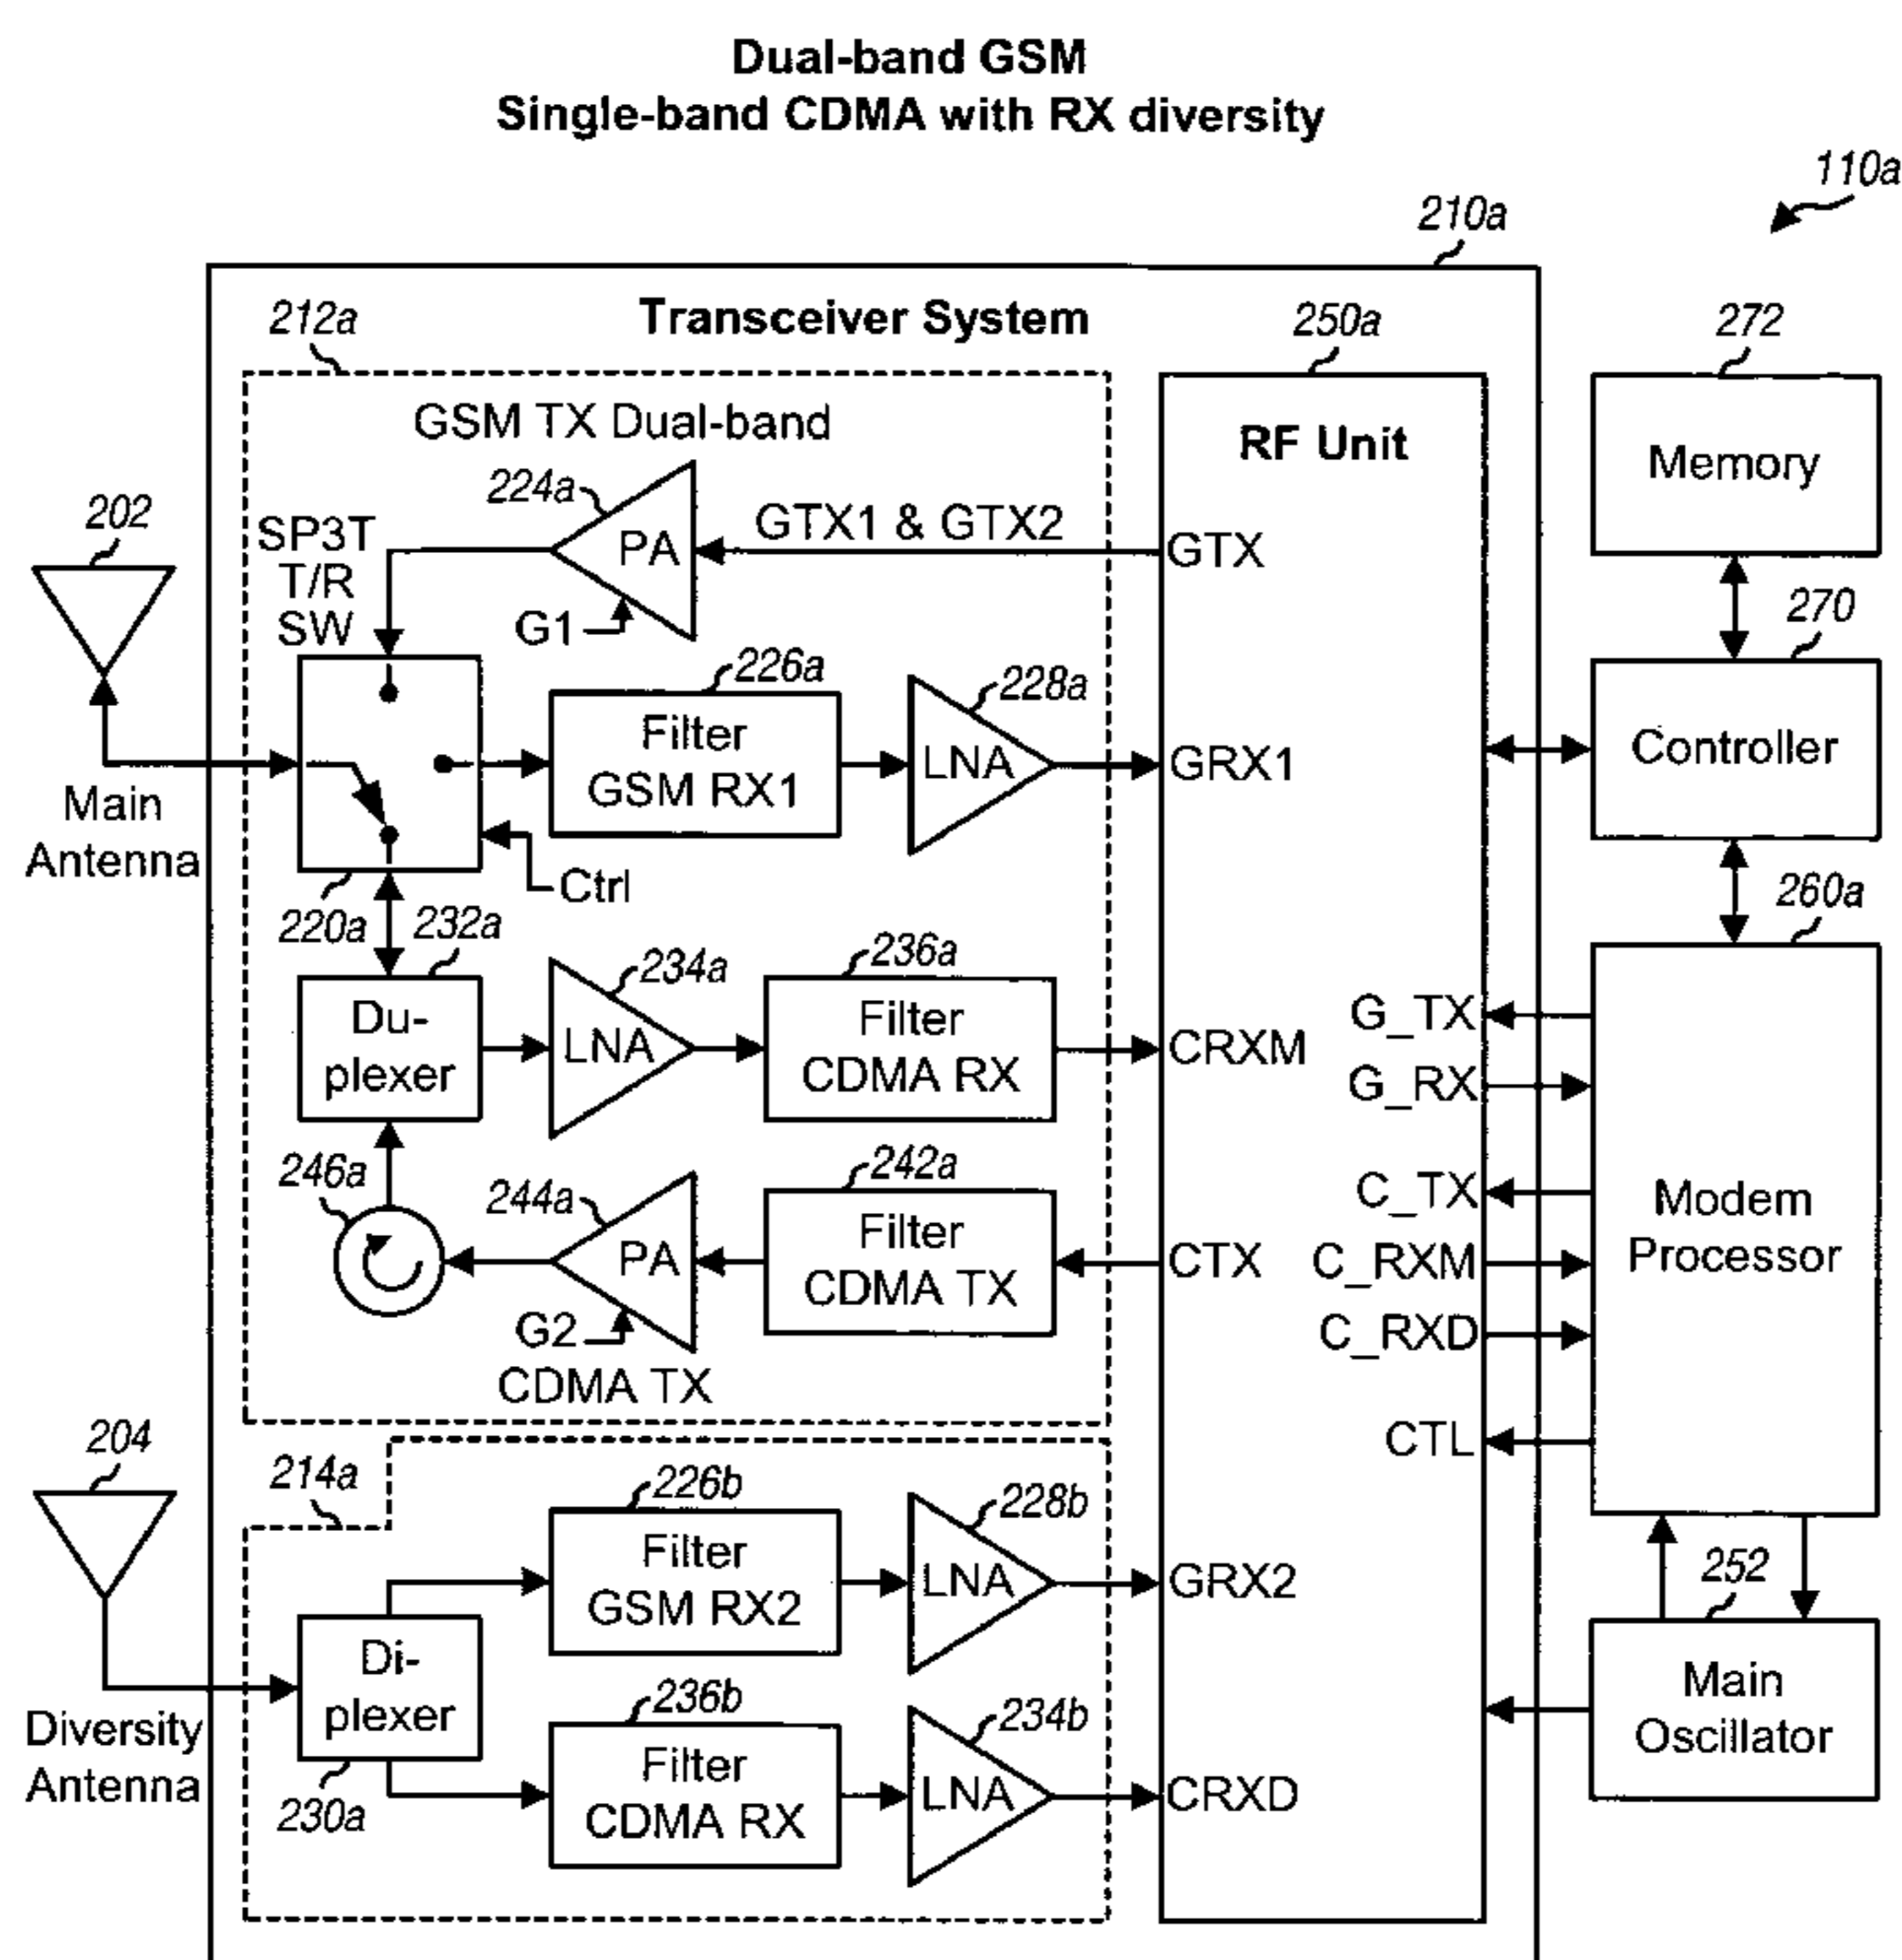 Dual-band GSM
Single-band CDMA with RX diversity
110a
210a
Transceiver System
212a
250a
272
GSM TX Dual-band
RF Unit
Memory
224a
PA
GTX1 & GTX2
GTX
202
SP3T
T/R
SW
G1
270
226a
228a
Filter
GSM RX1
LNA
GRX1
Controller
Main
Antenna
Ctrl
220a
232a
260a
234a
236a
Du-
plexer
LNA
Filter
CDMA RX
CRXM
G_TX
G_RX
246a
244a
242a
PA
Filter
CDMA TX
CTX
C_TX
C_RXM
C_RXD
Modem
Processor
G2
CDMA TX
204
214a
CTL
226b
228b
Filter
GSM RX2
LNA
GRX2
252
Di-
plexer
236b
234b
Main
Oscillator
Diversity
Antenna
230a
Filter
CDMA RX
LNA
CRXD